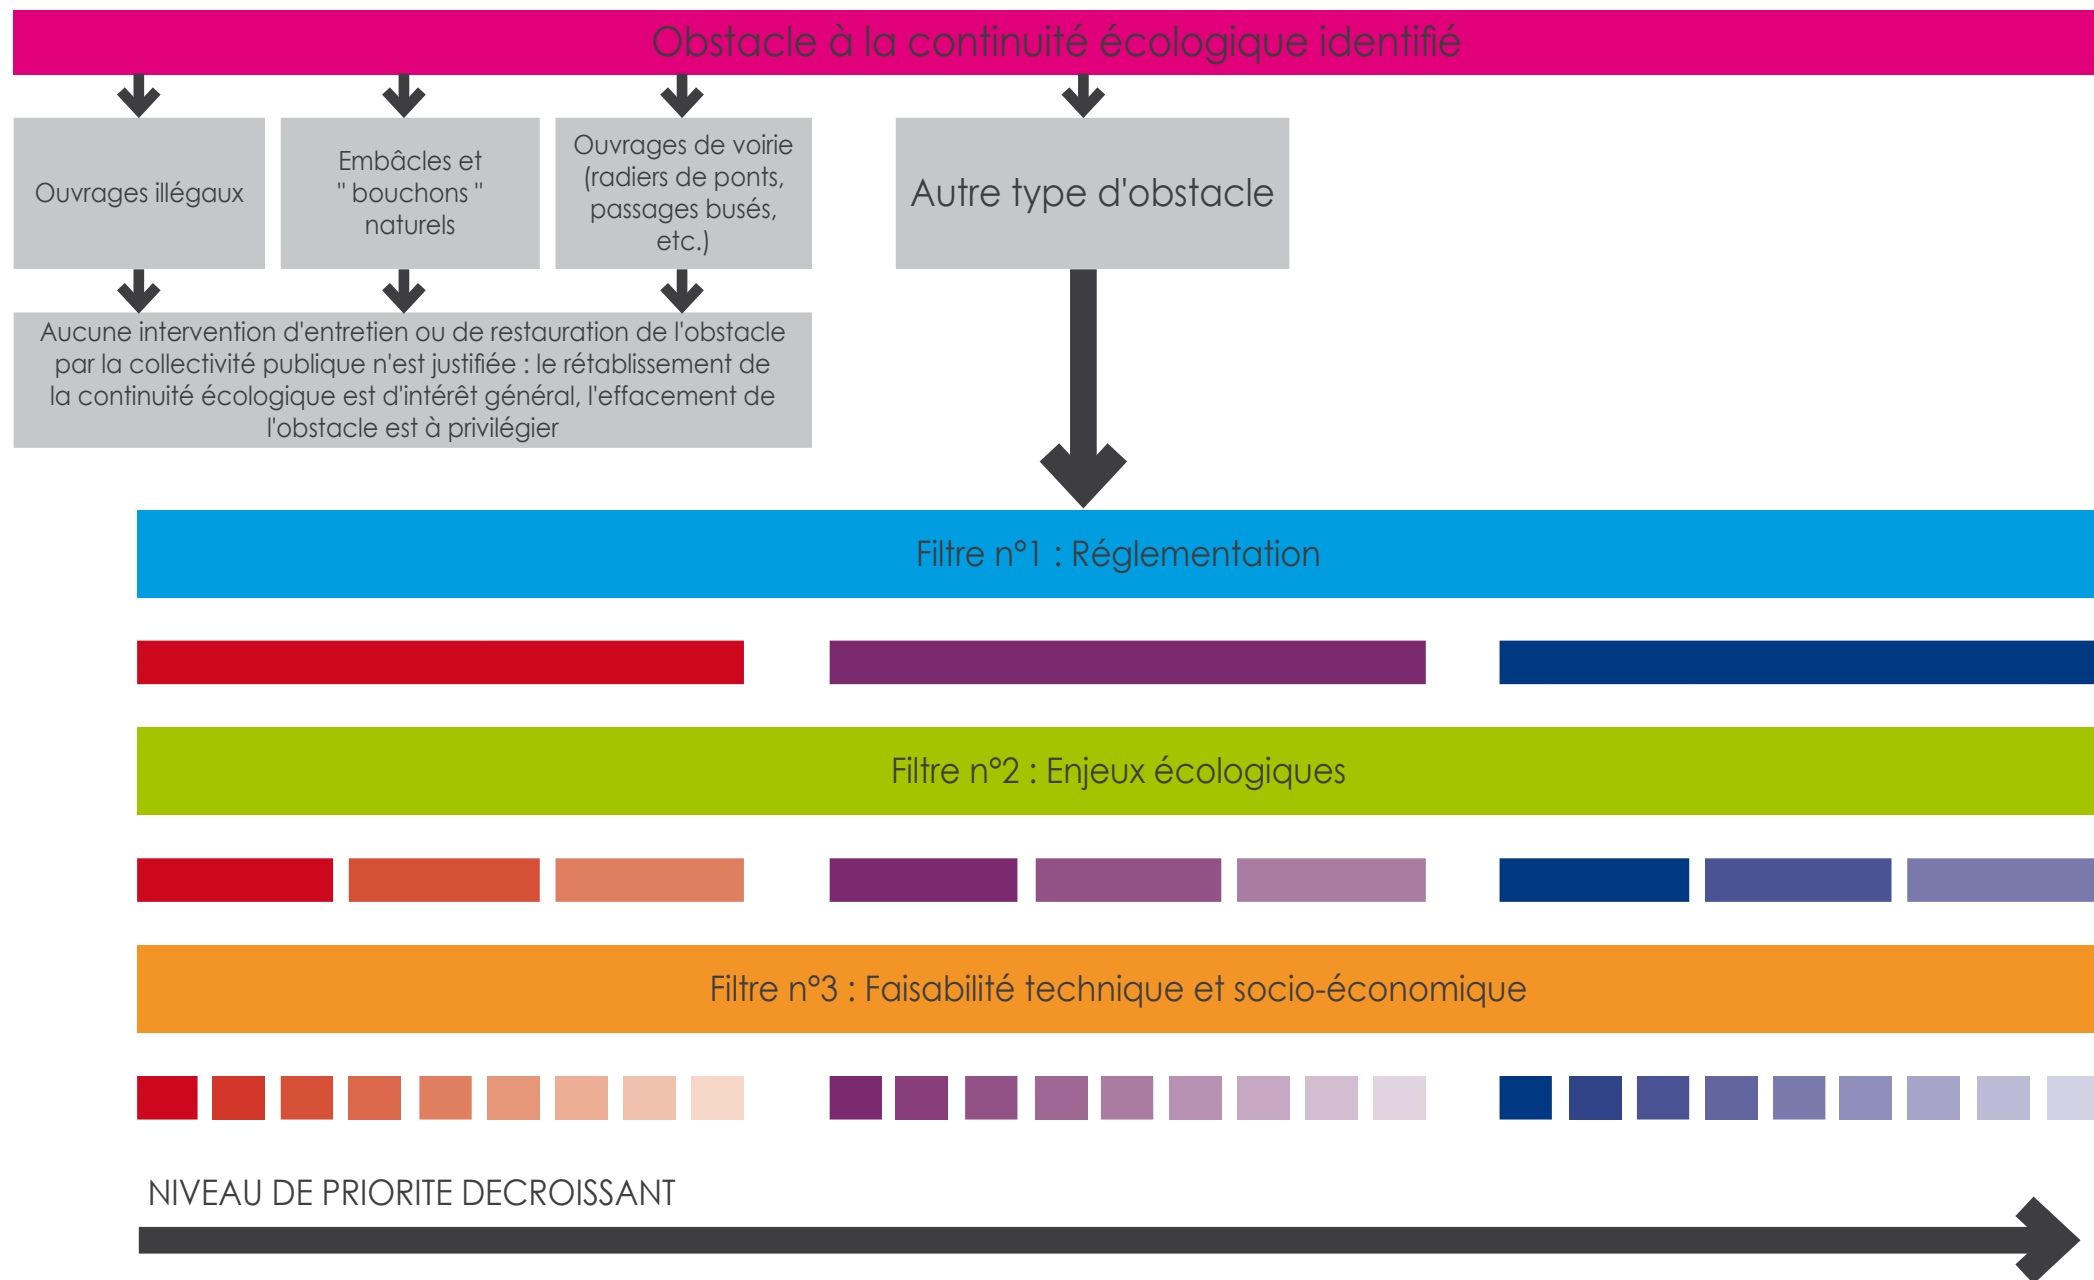 Obstacle à la continuité écologique identifié
Ouvrages illégaux
Embâcles et
" bouchons "
naturels
Ouvrages de voirie
(radiers de ponts,
passages busés,
etc.)
Autre type d'obstacle
Aucune intervention d'entretien ou de restauration de l'obstacle
par la collectivité publique n'est justifiée : le rétablissement de
la continuité écologique est d'intérêt général, l'effacement de
l'obstacle est à privilégier
Filtre n°1 : Réglementation
Filtre n°2 : Enjeux écologiques
Filtre n°3 : Faisabilité technique et socio-économique
NIVEAU DE PRIORITE DECROISSANT